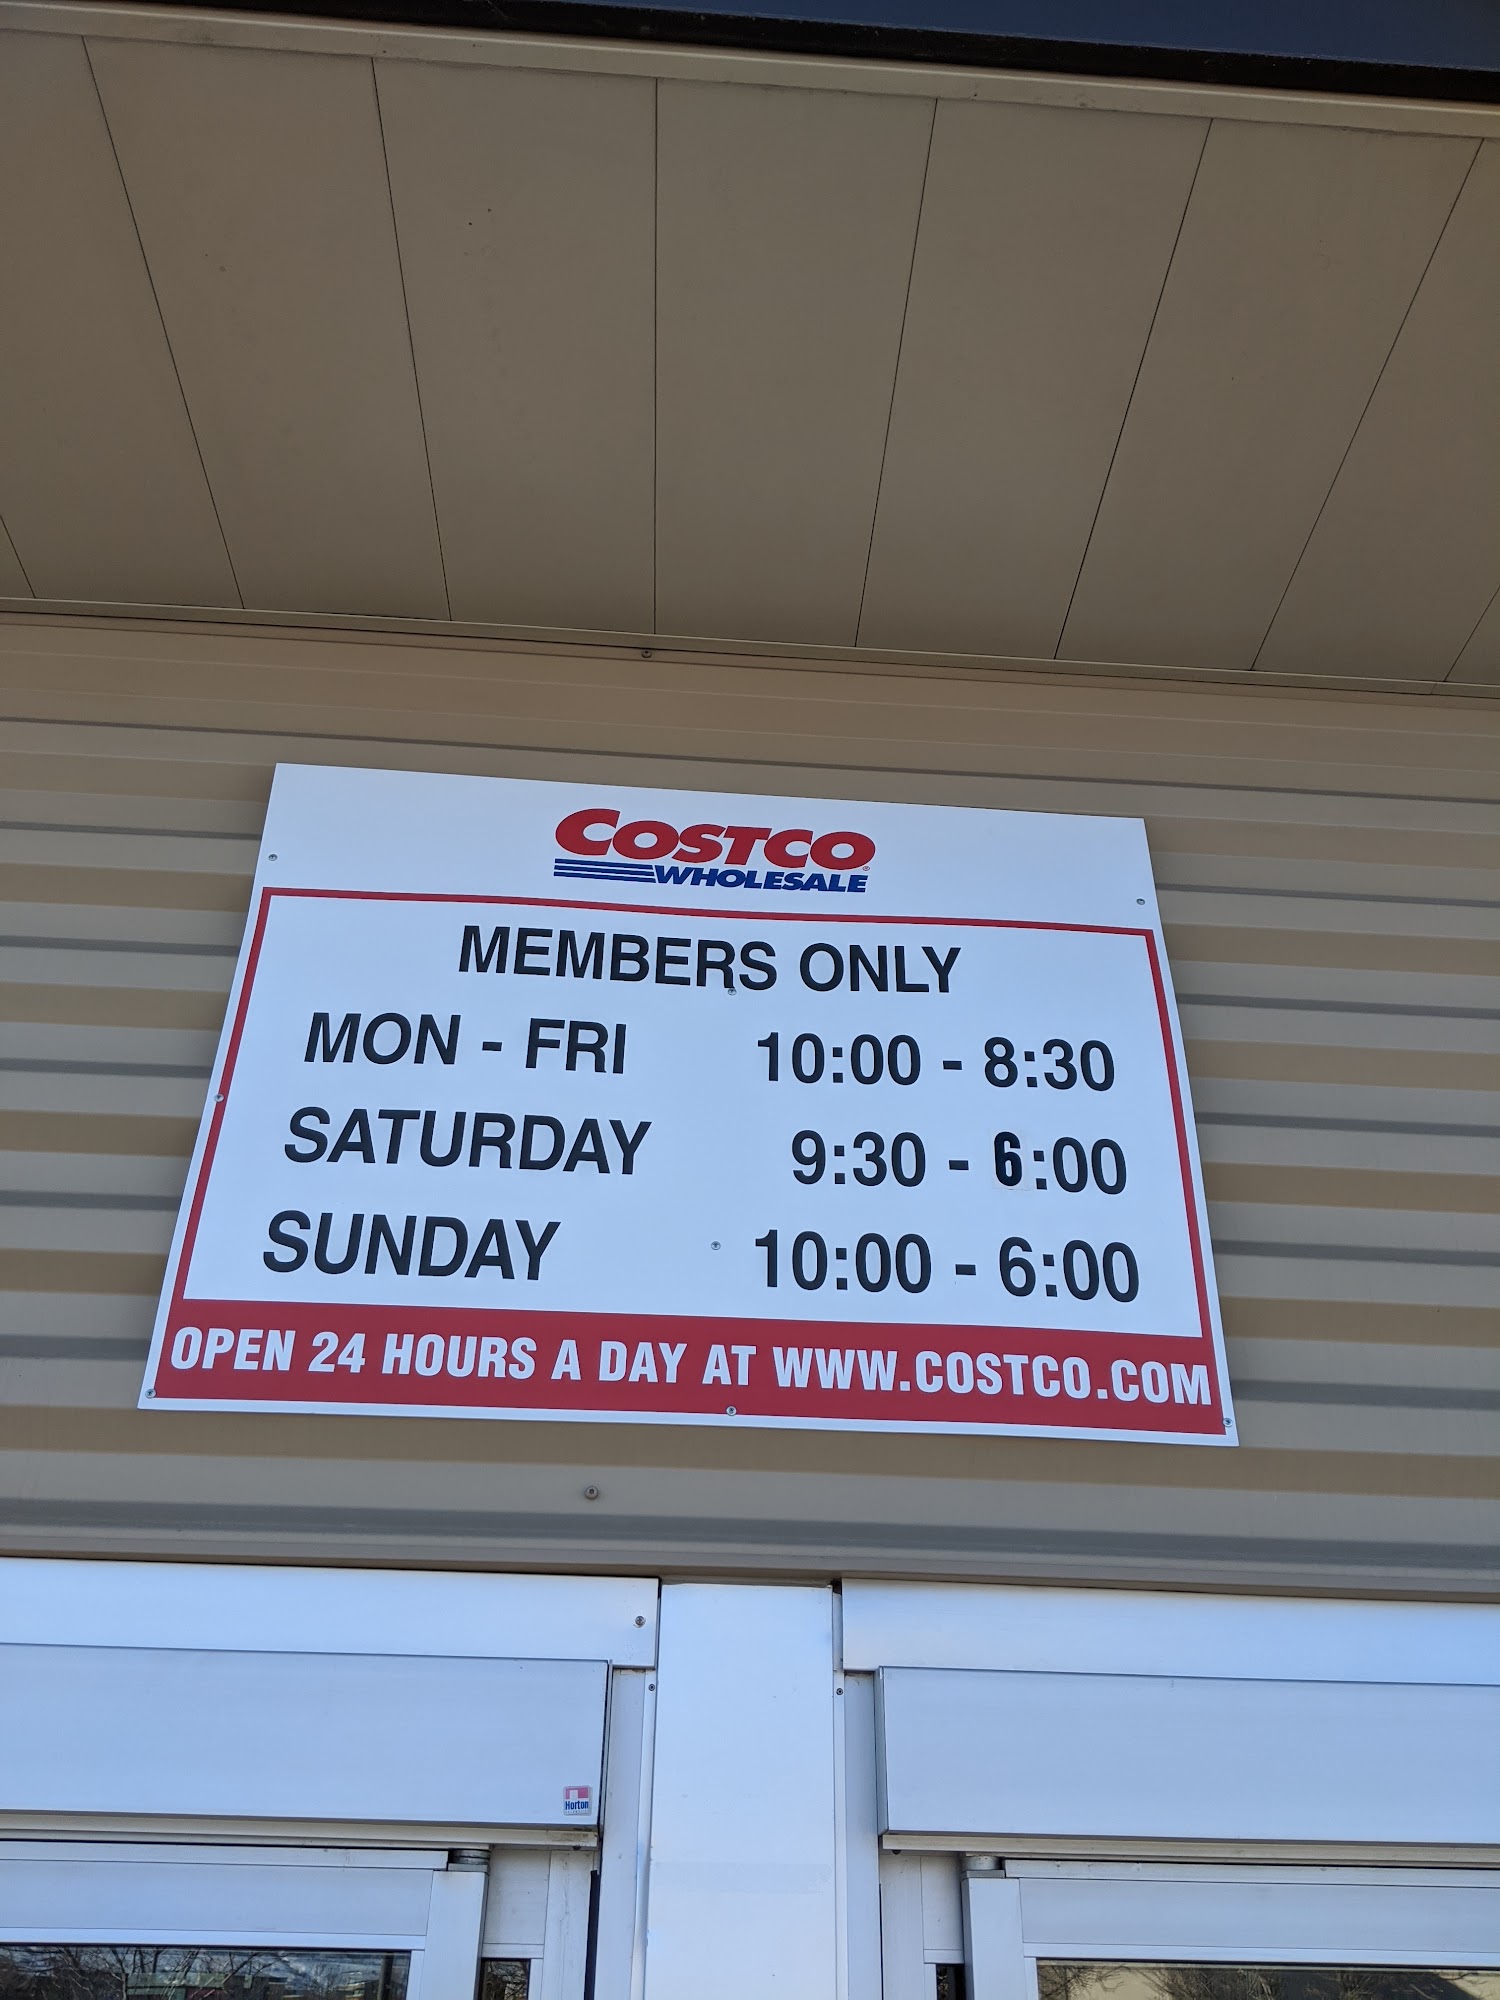 COSTCO
WHOLESALE
MEMBERS ONLY
MON - FRI 10:00 - 8:30
SATURDAY 9:30 - 6:00
SUNDAY 10:00 - 6:00
OPEN 24 HOURS A DAY AT WWW.COSTCO.COM
Horton